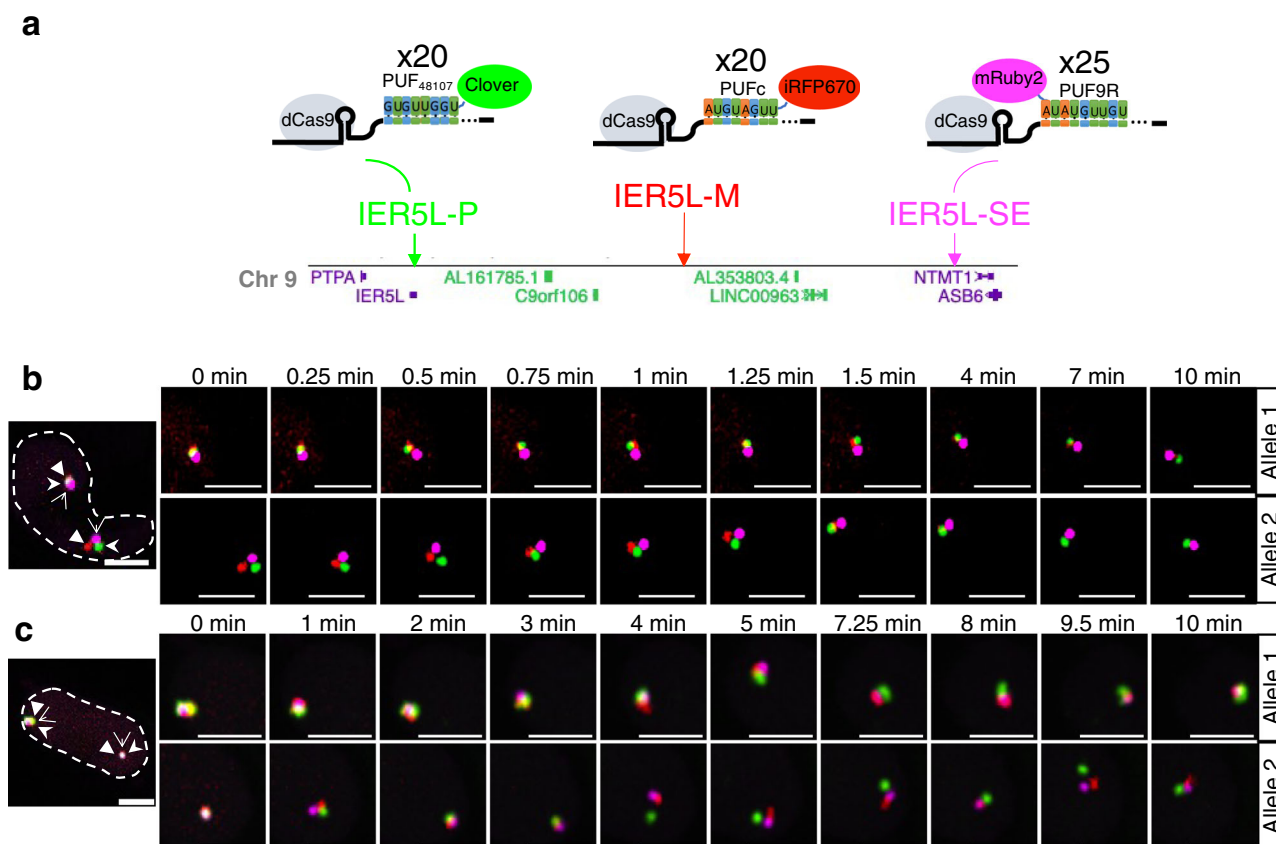 a
x20 x20 x25
PUF48107 Clover PUFc iRFP670 mRuby2 PUF9R
GUGUUGGU AUGUAGUU AUAUGUUGU
dCas9 dCas9 dCas9
IER5L-P IER5L-M IER5L-SE
Chr 9 PTPA AL161785.1 AL353803.4 NTMT1
IER5L C9orf106 LINC00963 ASB6
b
0 min 0.25 min 0.5 min 0.75 min 1 min 1.25 min 1.5 min 4 min 7 min 10 min
Allele 1
Allele 2
c
0 min 1 min 2 min 3 min 4 min 5 min 7.25 min 8 min 9.5 min 10 min
Allele 1
Allele 2